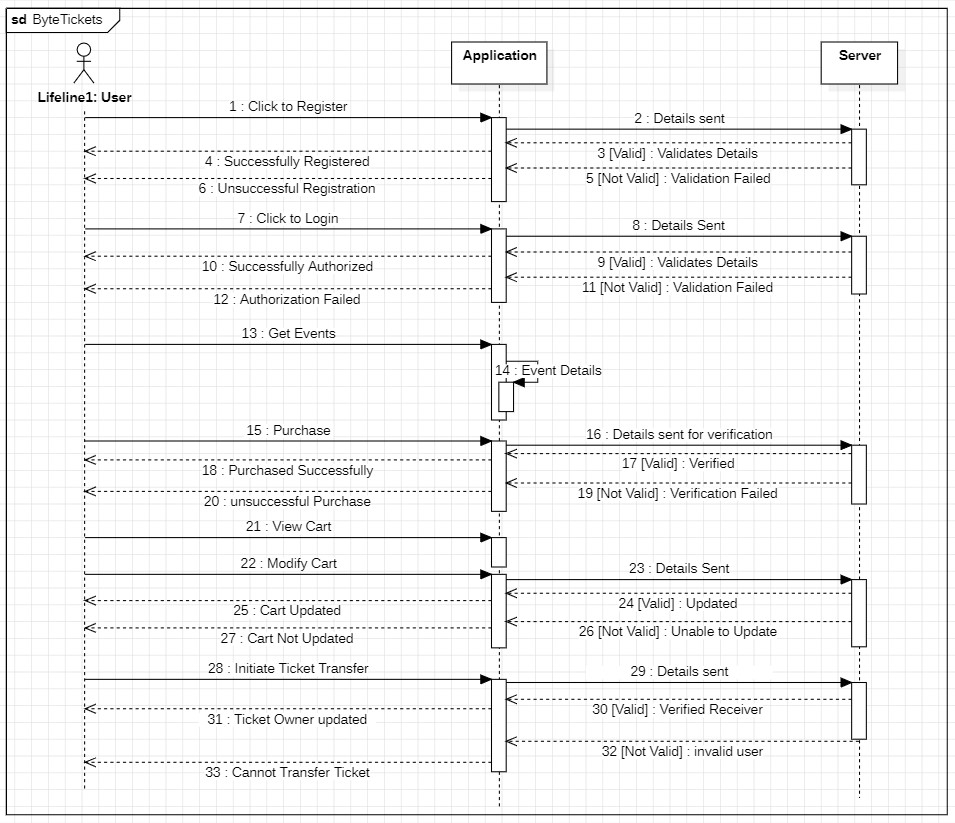 sd ByteTickets
Application
Server
Lifeline1: User
1 : Click to Register
2 : Details sent
3 [Valid] : Validates Details
4 : Successfully Registered
5 [Not Valid] : Validation Failed
6 : Unsuccessful Registration
7 : Click to Login
8 : Details Sent
9 [Valid] : Validates Details
10 : Successfully Authorized
11 [Not Valid] : Validation Failed
12 : Authorization Failed
13 : Get Events
14 : Event Details
15 : Purchase
16 : Details sent for verification
17 [Valid] : Verified
18 : Purchased Successfully
19 [Not Valid] : Verification Failed
20 : unsuccessful Purchase
21 : View Cart
22 : Modify Cart
23 : Details Sent
24 [Valid] : Updated
25 : Cart Updated
26 [Not Valid] : Unable to Update
27 : Cart Not Updated
28 : Initiate Ticket Transfer
29 : Details sent
30 [Valid] : Verified Receiver
31 : Ticket Owner updated
32 [Not Valid] : invalid user
33 : Cannot Transfer Ticket